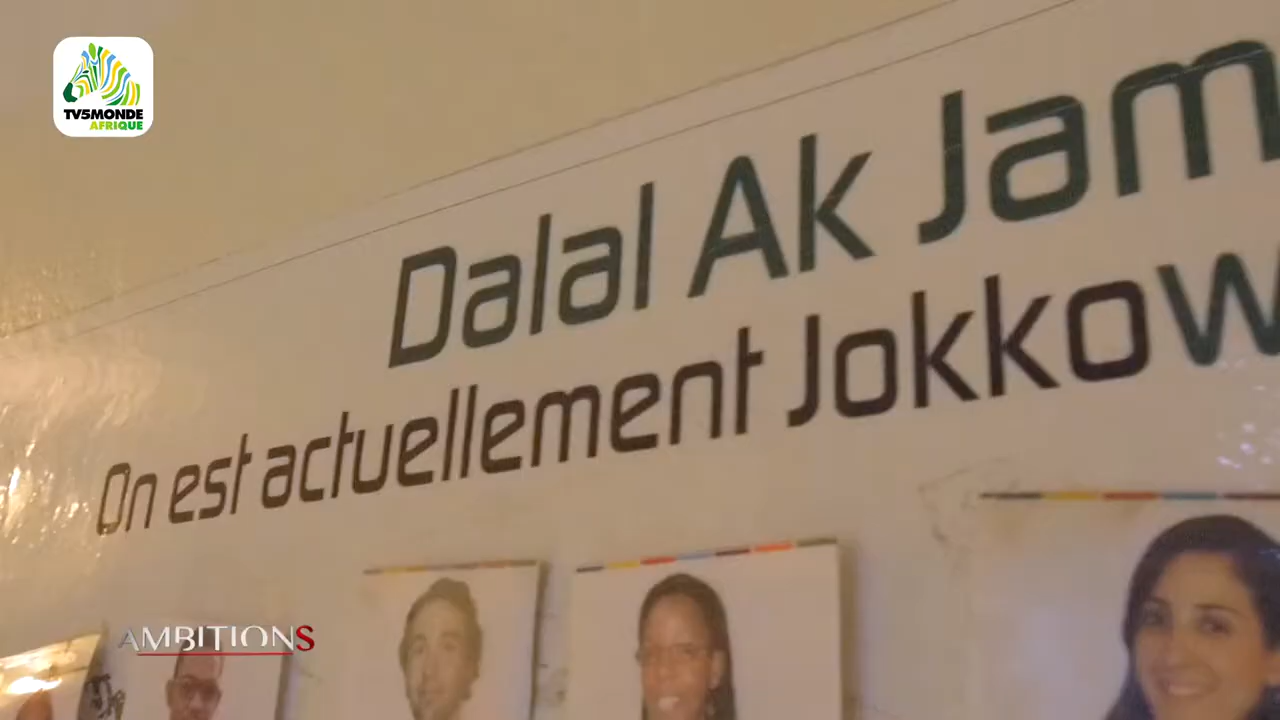 TV5MONDE
AFRIQUE
Dalal Ak Jam
On est actuellement Jokkow
AMBITIONS